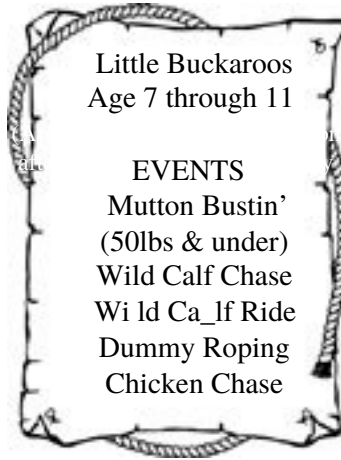 Little Buckaroos
Age 7 through 11
EVENTS
Mutton Bustin’
(50lbs & under)
Wild Calf Chase
Wi ld Ca_lf Ride
Dummy Roping
Chicken Chase